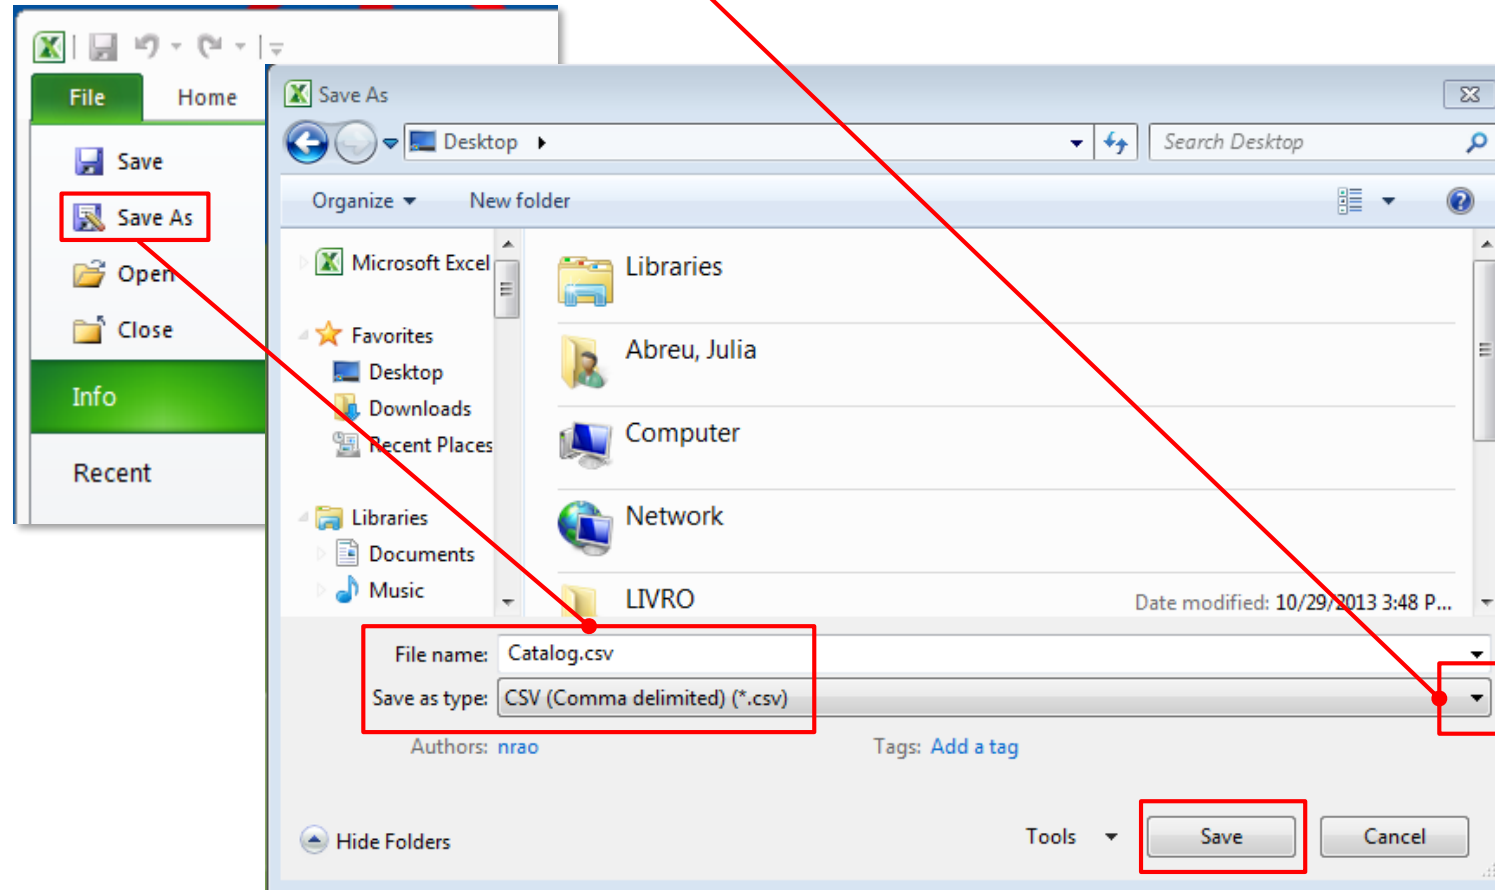 File Home
Save
Save As
Open
Close
Info
Recent
Save As
Desktop
Search Desktop
Organize New folder
Microsoft Excel
Favorites
Desktop
Downloads
Recent Places
Libraries
Documents
Music
Libraries
Abreu, Julia
Computer
Network
LIVRO
Date modified: 10/29/2013 3:48 P...
File name: Catalog.csv
Save as type: CSV (Comma delimited) (*.csv)
Authors: nrao Tags: Add a tag
Hide Folders Tools Save Cancel